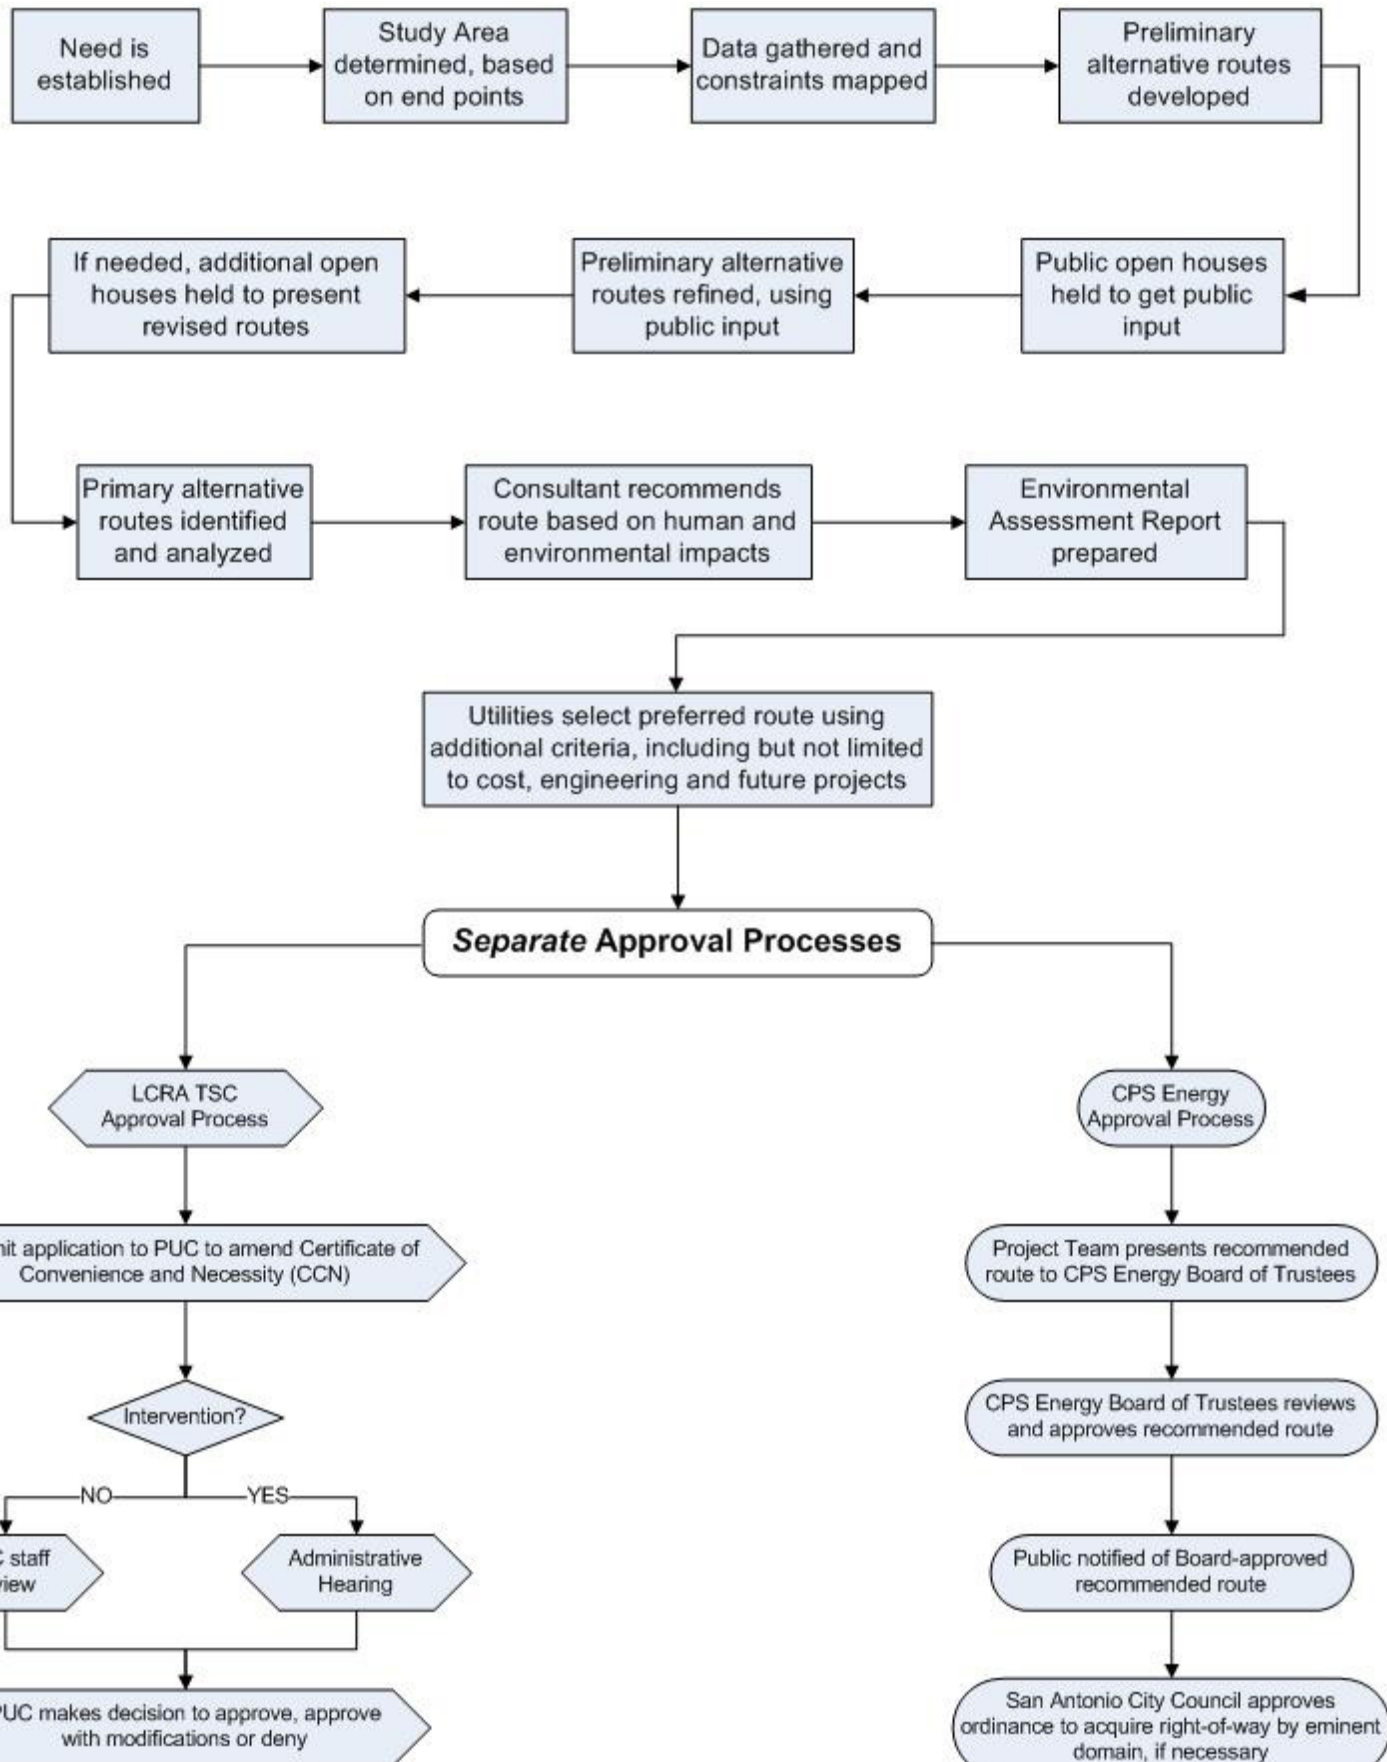 Need is
established
Study Area
determined, based
on end points
Data gathered and
constraints mapped
Preliminary
alternative routes
developed
Public open houses
held to get public
input
Preliminary alternative
routes refined, using
public input
If needed, additional open
houses held to present
revised routes
Primary alternative
routes identified
and analyzed
Consultant recommends
route based on human and
environmental impacts
Environmental
Assessment Report
prepared
Utilities select preferred route using
additional criteria, including but not limited
to cost, engineering and future projects
Separate Approval Processes
LCRA TSC
Approval Process
application to PUC to amend Certificate of
Convenience and Necessity (CCN)
Intervention?
NO
YES
staff
Administrative
Hearing
PUC makes decision to approve, approve
with modifications or deny
CPS Energy
Approval Process
Project Team presents recommended
route to CPS Energy Board of Trustees
CPS Energy Board of Trustees reviews
and approves recommended route
Public notified of Board-approved
recommended route
San Antonio City Council approves
ordinance to acquire right-of-way by eminent
domain, if necessary